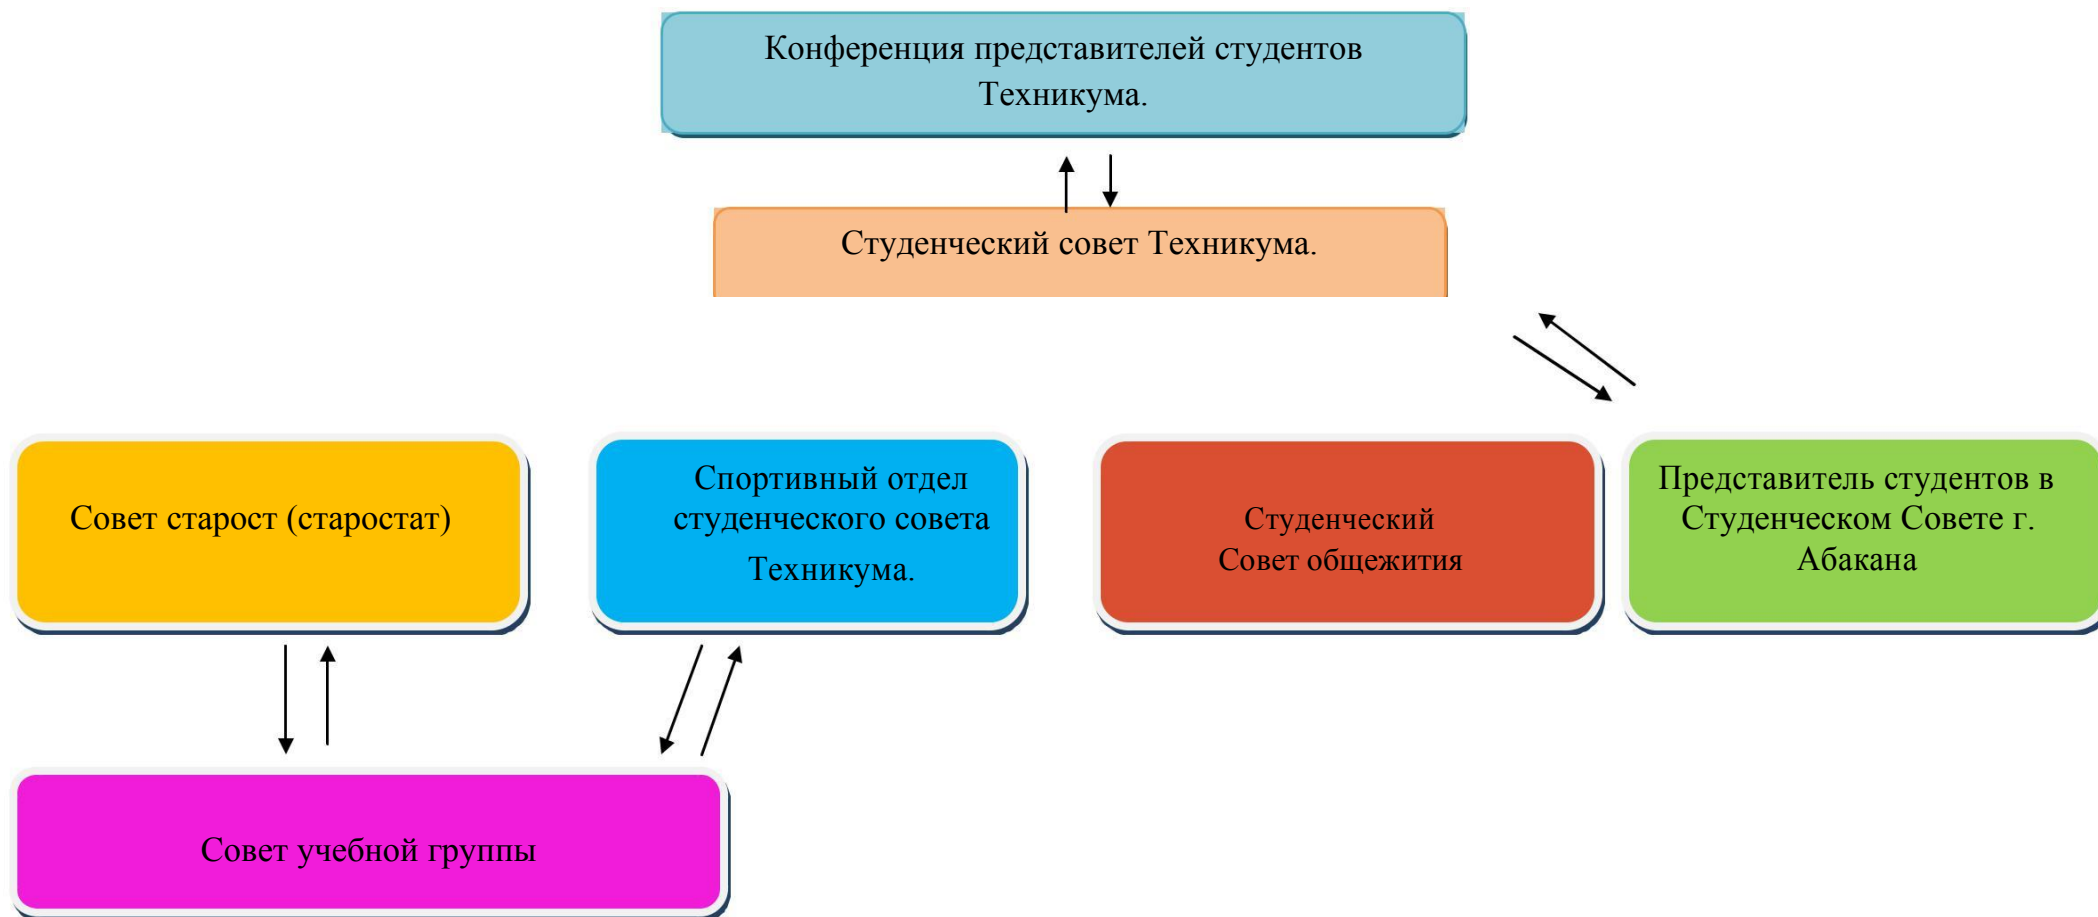 Конференция представителей студентов
Техникума.
Студенческий совет Техникума.
Совет старост (старостат)
Спортивный отдел
студенческого совета
Техникума.
Студенческий
Совет общежития
Представитель студентов в
Студенческом Совете г.
Абакана
Совет учебной группы